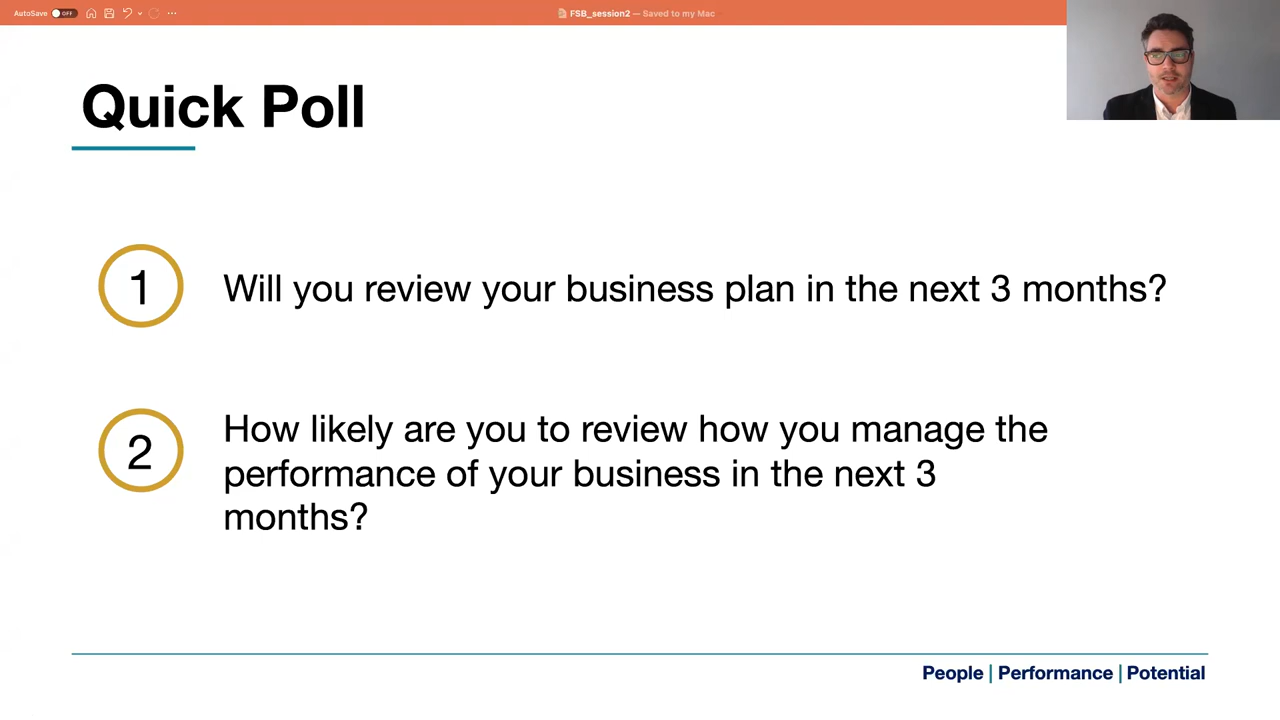 AutoSave OFF
FSB_session2 — Saved to my Mac
Quick Poll
1
Will you review your business plan in the next 3 months?
2
How likely are you to review how you manage the
performance of your business in the next 3
months?
People | Performance | Potential